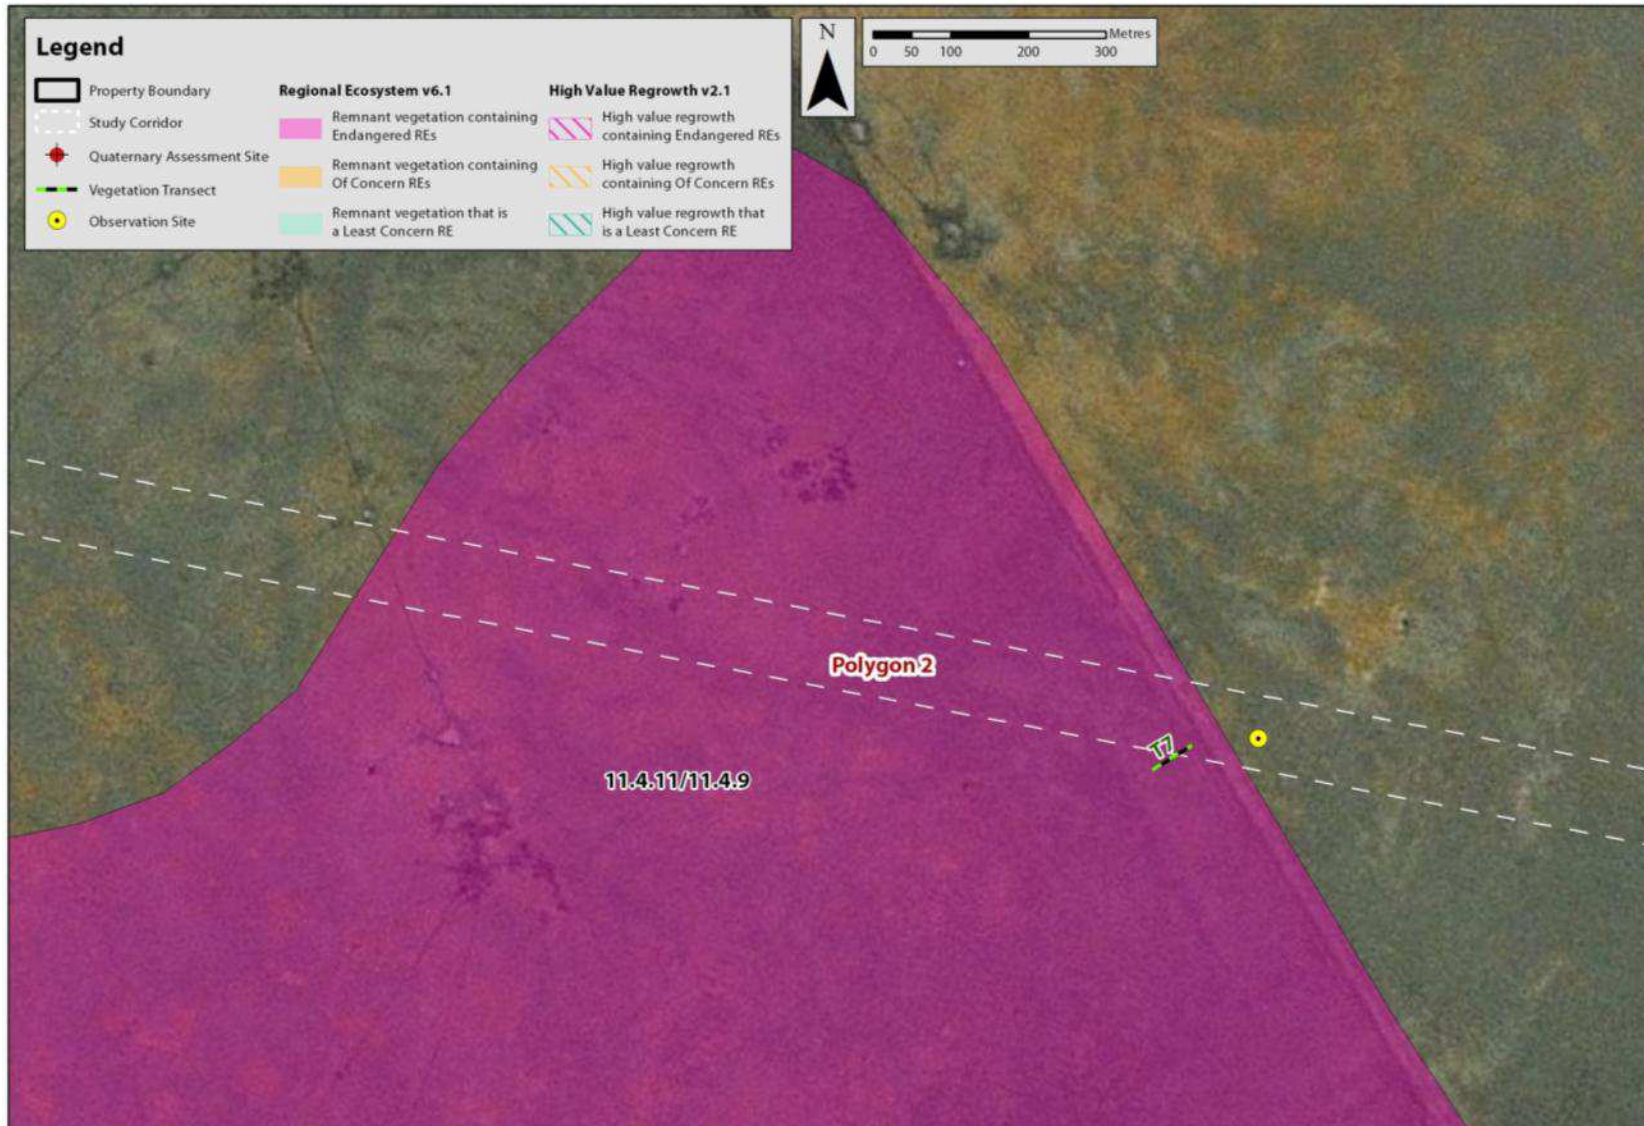 Legend
Property Boundary
Study Corridor
Quaternary Assessment Site
Vegetation Transect
Observation Site
Regional Ecosystem v6.1
Remnant vegetation containing
Endangered REs
Remnant vegetation containing
Of Concern REs
Remnant vegetation that is
a Least Concern RE
High Value Regrowth v2.1
High value regrowth
containing Endangered REs
High value regrowth
containing Of Concern REs
High value regrowth that
is a Least Concern RE
N
Metres
0 50 100 200 300
Polygon 2
T7
11.4.11/11.4.9